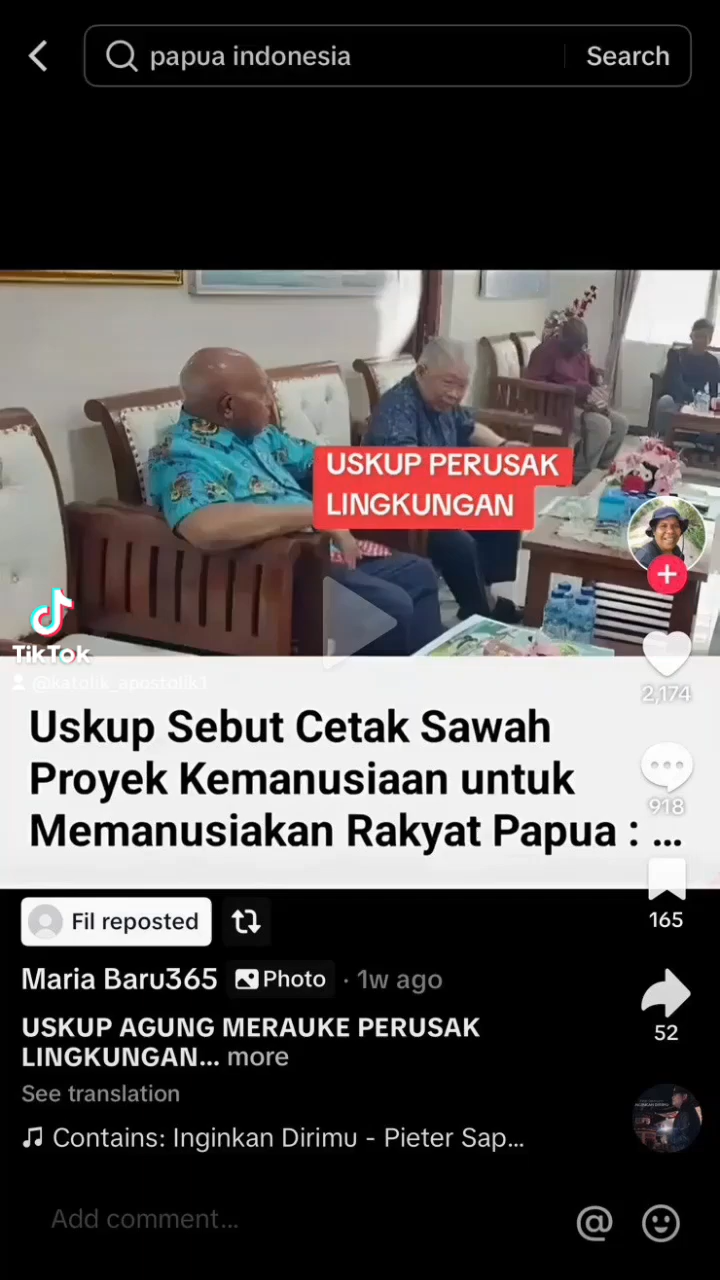 papua indonesia
Search
USKUP PERUSAK
LINGKUNGAN
TikTok
@katolik_apostolik1
2,174
Uskup Sebut Cetak Sawah
Proyek Kemanusiaan untuk
Memanusiakan Rakyat Papua : ...
918
165
Fil reposted
Maria Baru365 Photo · 1w ago
52
USKUP AGUNG MERAUKE PERUSAK
LINGKUNGAN... more
See translation
Contains: Inginkan Dirimu - Pieter Sap...
Add comment...
@